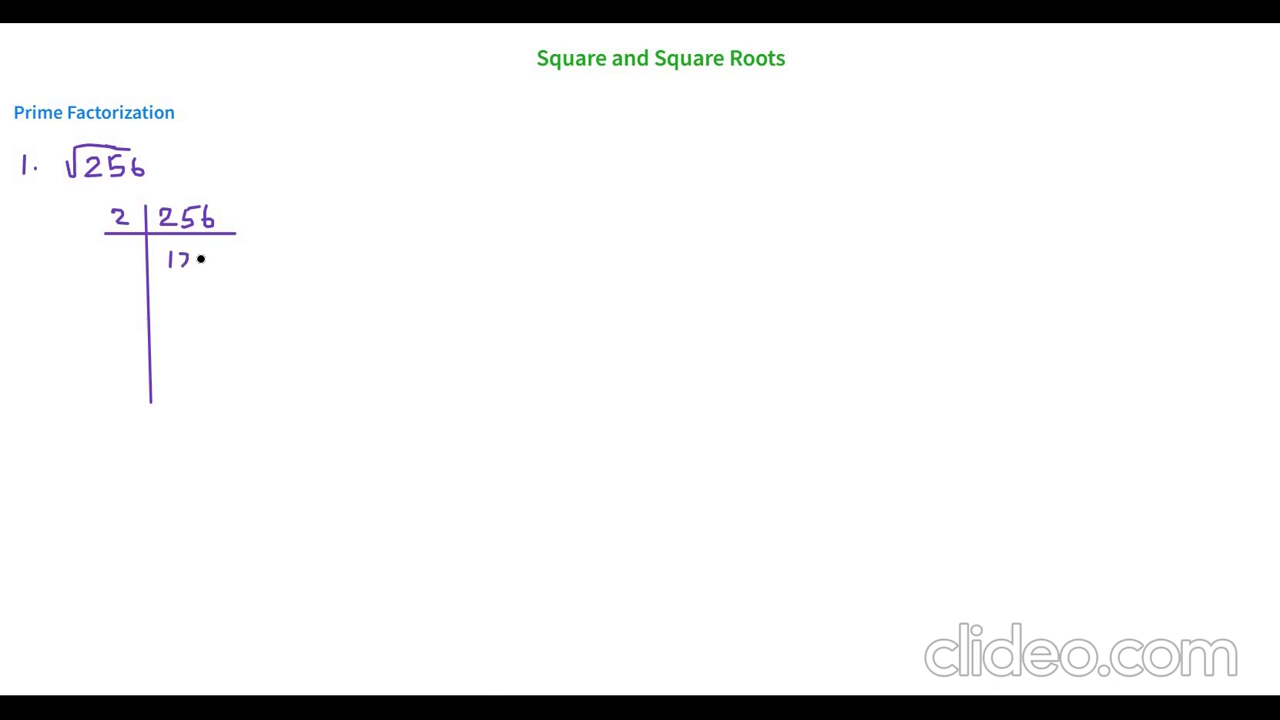 Square and Square Roots
Prime Factorization
1. √256
2 | 256
12
clideo.com